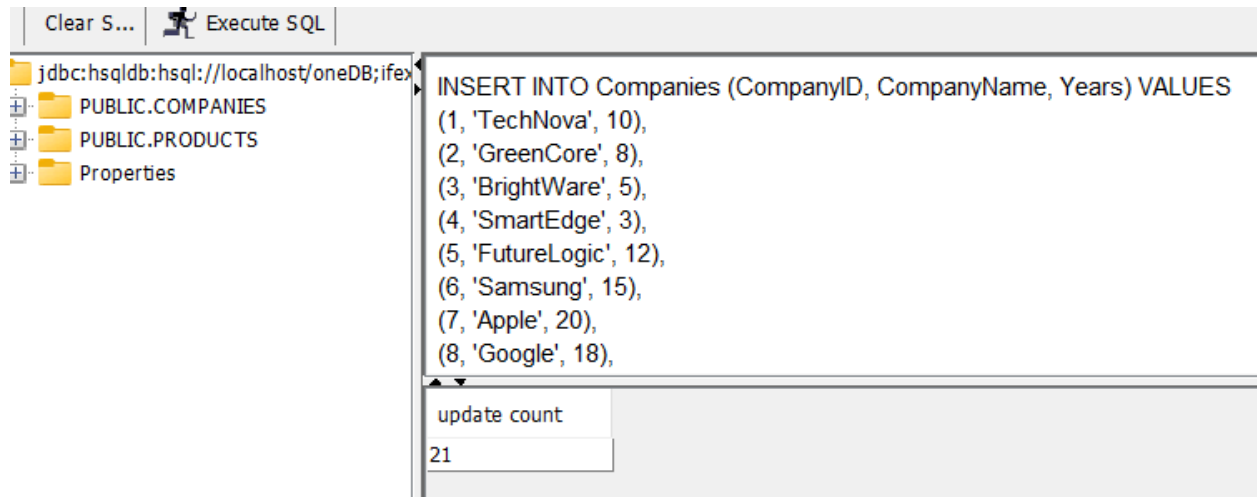 Clear S... Execute SQL
jdbc:hsqldb:hsql://localhost/oneDB;ifex
PUBLIC.COMPANIES
PUBLIC.PRODUCTS
Properties
INSERT INTO Companies (CompanyID, CompanyName, Years) VALUES
(1, 'TechNova', 10),
(2, 'GreenCore', 8),
(3, 'BrightWare', 5),
(4, 'SmartEdge', 3),
(5, 'FutureLogic', 12),
(6, 'Samsung', 15),
(7, 'Apple', 20),
(8, 'Google', 18),
update count
21